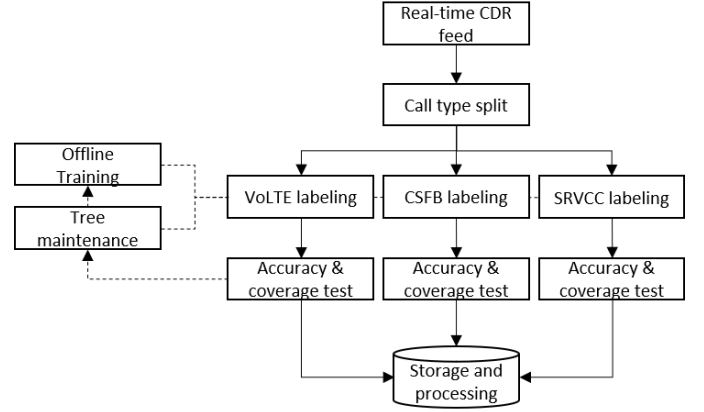 Real-time CDR
feed
Call type split
Offline
Training
VoLTE labeling
CSFB labeling
SRVCC labeling
Tree
maintenance
Accuracy &
coverage test
Accuracy &
coverage test
Accuracy &
coverage test
Storage and
processing